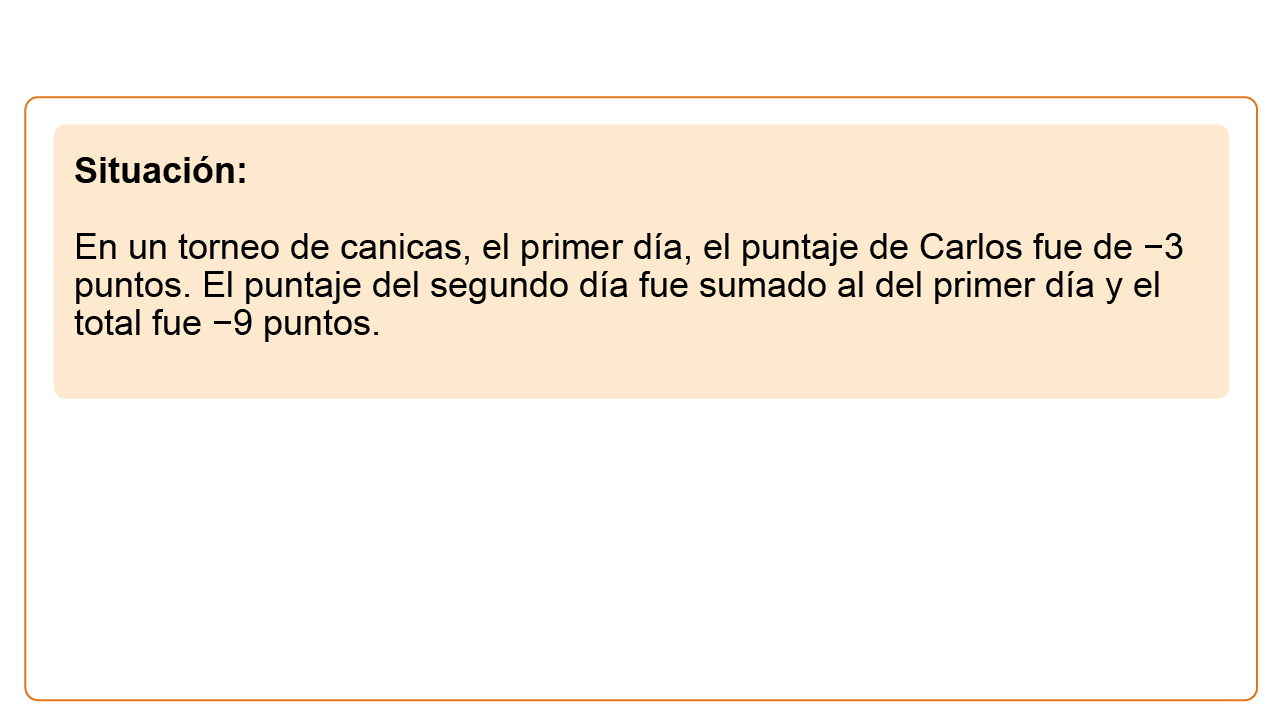 Situación:
En un torneo de canicas, el primer día, el puntaje de Carlos fue de −3
puntos. El puntaje del segundo día fue sumado al del primer día y el
total fue −9 puntos.